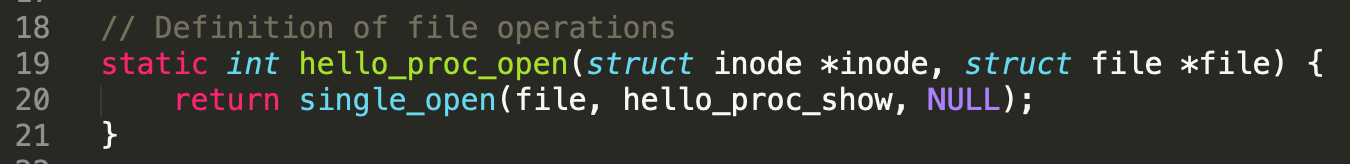 18 // Definition of file operations
19 static int hello_proc_open(struct inode *inode, struct file *file) {
20 return single_open(file, hello_proc_show, NULL);
21 }